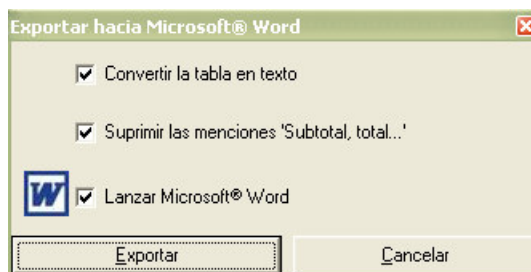 Exportar hacia Microsoft® Word
Convertir la tabla en texto
Suprimir las menciones 'Subtotal, total...'
W
Lanzar Microsoft® Word
Exportar
Cancelar